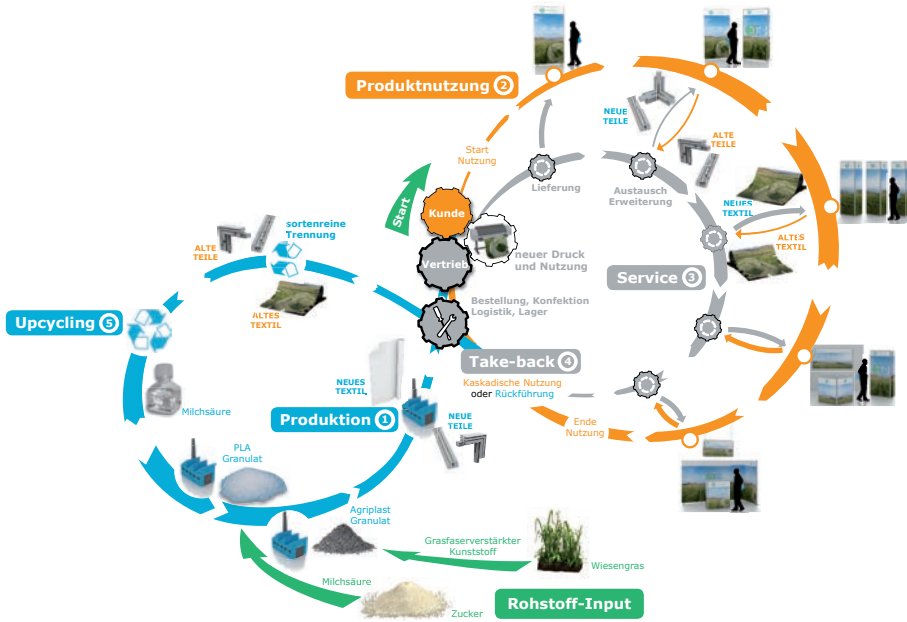 Produktnutzung 2
NEUE
TEILE
ALTE
TEILE
Start
Nutzung
Lieferung
Austausch
Erweiterung
NEUES
TEXTIL
ALTES
TEXTIL
Start
Kunde
Vertrieb
neuer Druck
und Nutzung
Service 3
sortenreine
Trennung
ALTE
TEILE
ALTES
TEXTIL
Bestellung, Konfektion
Logistik, Lager
Upcycling 5
Take-back 4
Kaskadische Nutzung
oder Rückführung
NEUES
TEXTIL
Produktion 1
NEUE
TEILE
Ende
Nutzung
Milchsäure
PLA
Granulat
Agriplast
Granulat
Grasfaserverstärkter
Kunststoff
Wiesengras
Milchsäure
Zucker
Rohstoff-Input